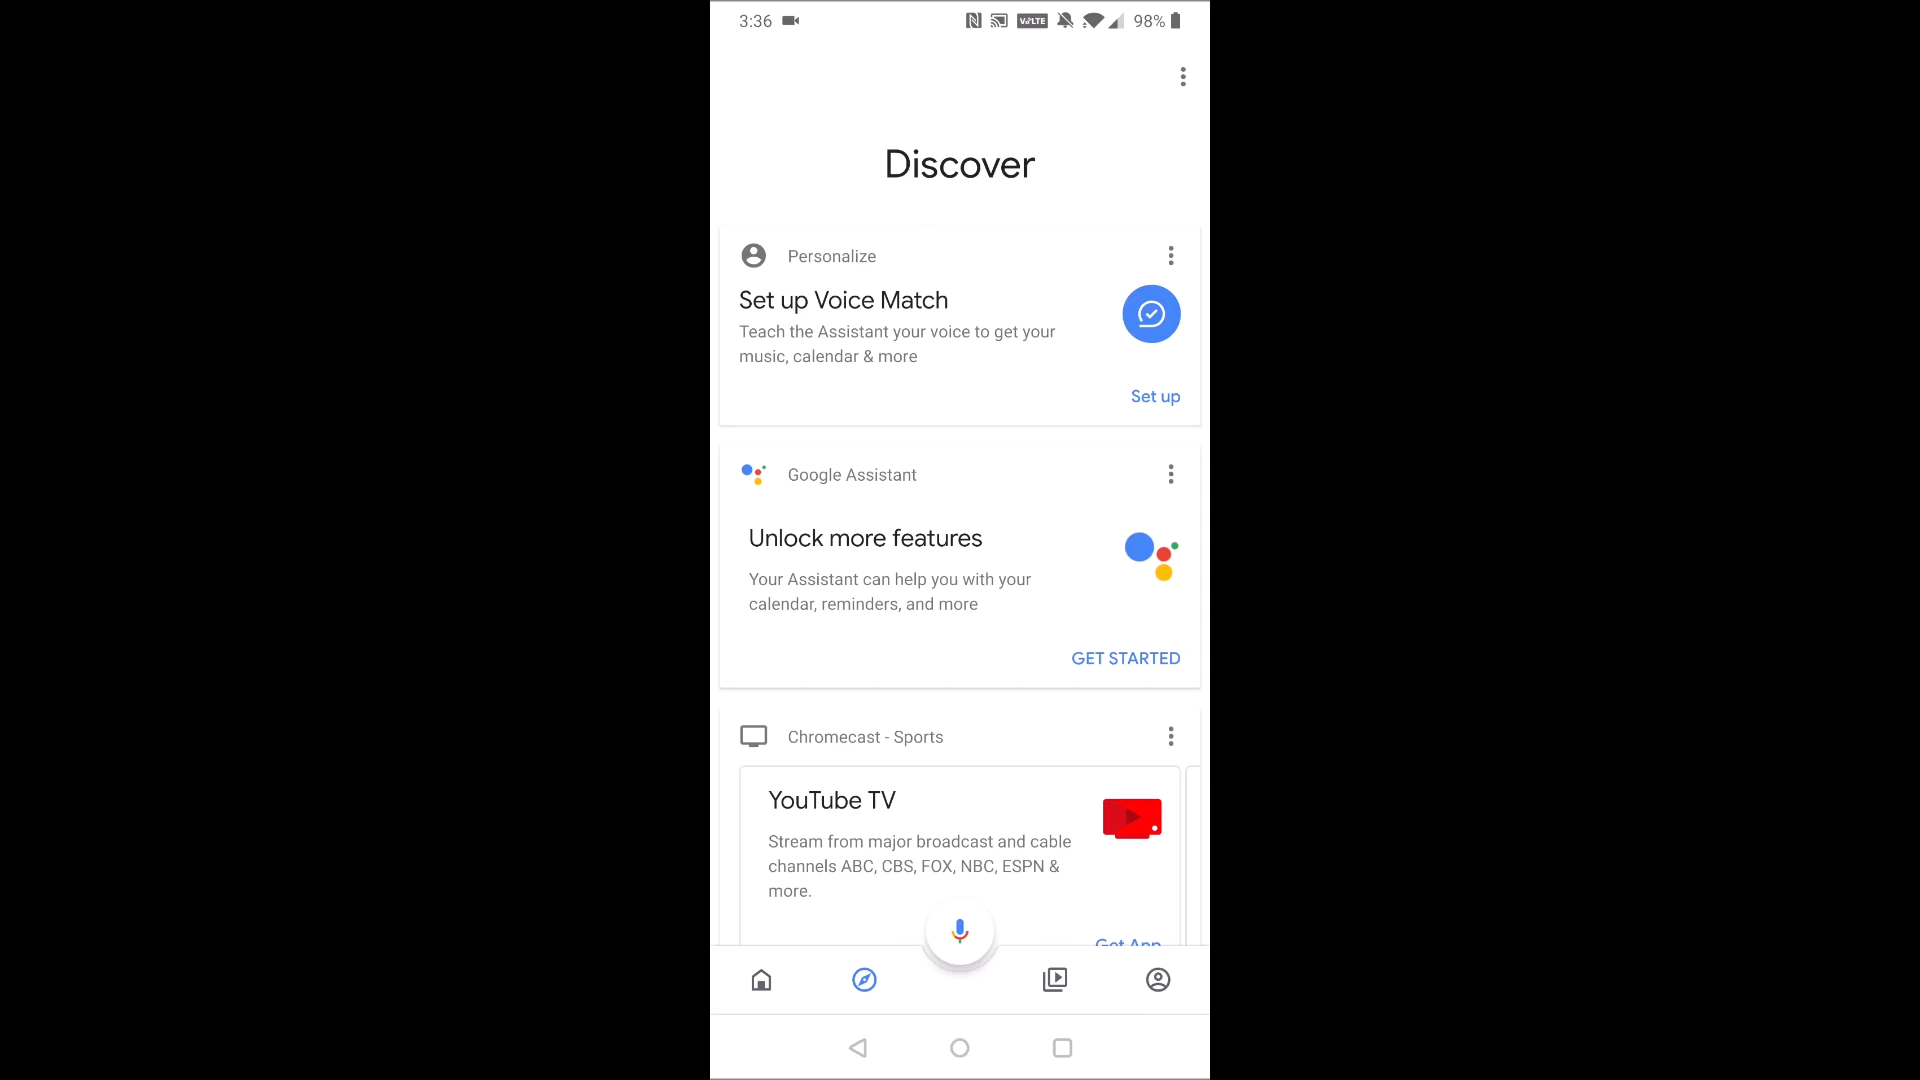 3:36
VoLTE
98%
Discover
Personalize
Set up Voice Match
Teach the Assistant your voice to get your
music, calendar & more
Set up
Google Assistant
Unlock more features
Your Assistant can help you with your
calendar, reminders, and more
GET STARTED
Chromecast - Sports
YouTube TV
Stream from major broadcast and cable
channels ABC, CBS, FOX, NBC, ESPN &
more.
Get App